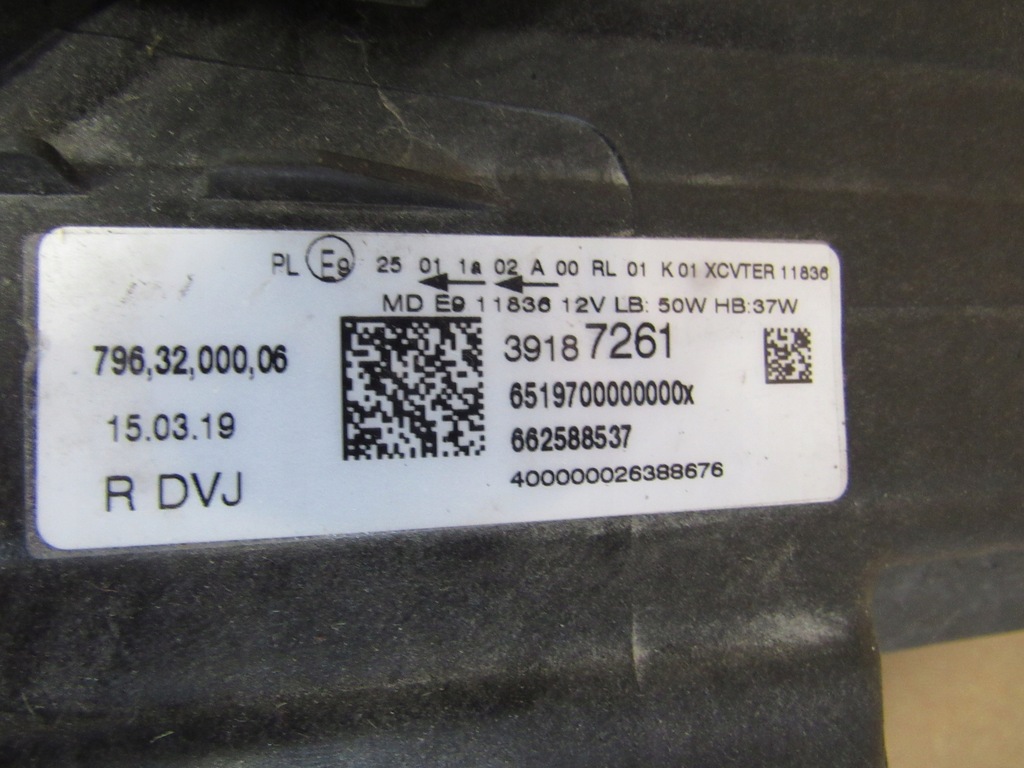 PL E9 25 01 1a 02 A 00 RL 01 K 01 XCVTER 11836
MD E9 11836 12V LB: 50W HB:37W
796,32,000,06
15.03.19
R DVJ
3918 7261
6519700000000x
662588537
400000026388676